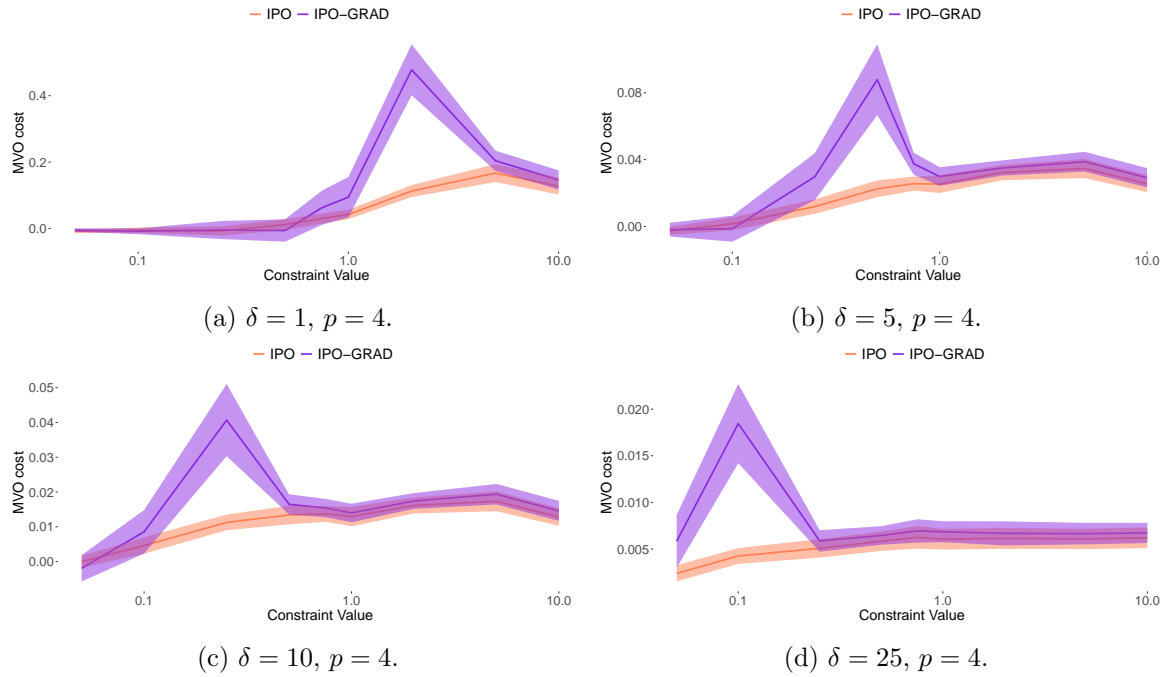 IPO IPO−GRAD
MVO cost
0.4
0.2
0.0
0.1 1.0 10.0
Constraint Value
(a) δ = 1, p = 4.
IPO IPO−GRAD
MVO cost
0.08
0.04
0.00
0.1 1.0 10.0
Constraint Value
(b) δ = 5, p = 4.
IPO IPO−GRAD
MVO cost
0.05
0.04
0.03
0.02
0.01
0.00
0.1 1.0 10.0
Constraint Value
(c) δ = 10, p = 4.
IPO IPO−GRAD
MVO cost
0.020
0.015
0.010
0.005
0.1 1.0 10.0
Constraint Value
(d) δ = 25, p = 4.